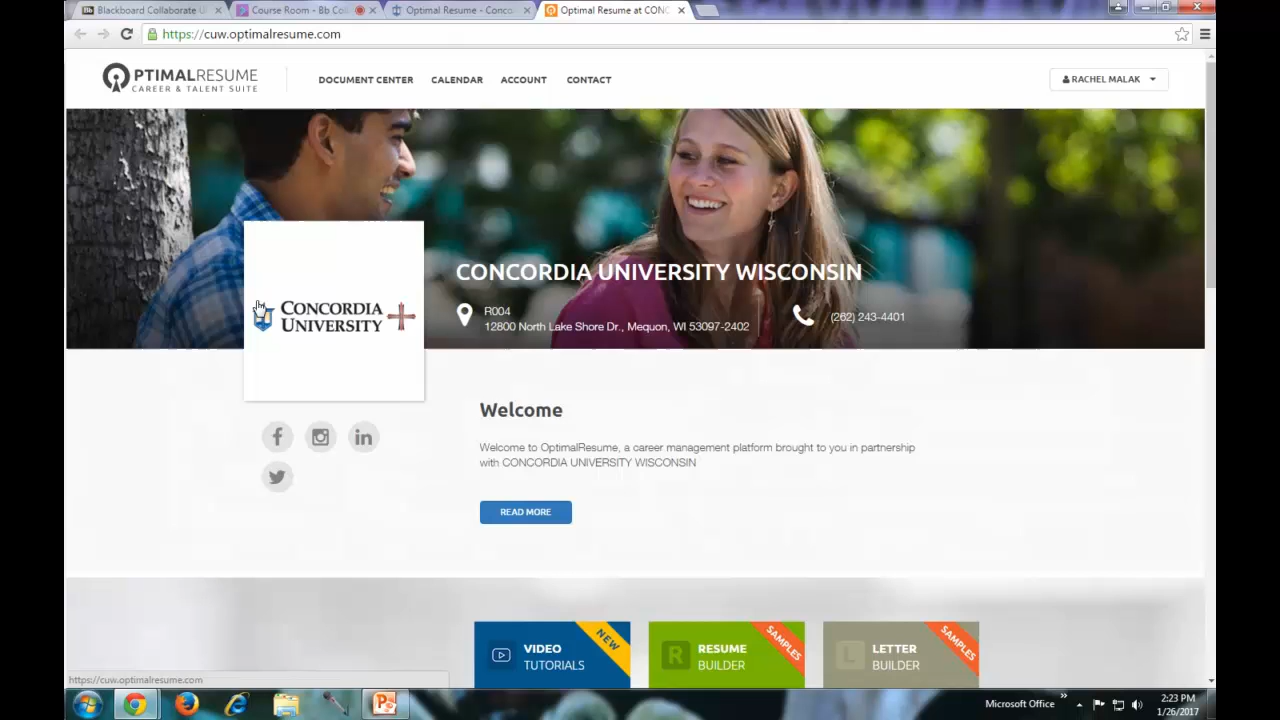 Bb Blackboard Collaborate U
Course Room - Bb Col
Optimal Resume - Conco
Optimal Resume at CONC
https://cuw.optimalresume.com
PTIMALRESUME
CAREER & TALENT SUITE
DOCUMENT CENTER
CALENDAR
ACCOUNT
CONTACT
RACHEL MALAK
CONCORDIA UNIVERSITY WISCONSIN
R004
12800 North Lake Shore Dr., Mequon, WI 53097-2402
(262) 243-4401
CONCORDIA
UNIVERSITY
Welcome
Welcome to OptimalResume, a career management platform brought to you in partnership
with CONCORDIA UNIVERSITY WISCONSIN
READ MORE
VIDEO
TUTORIALS
NEW
R
RESUME
BUILDER
SAMPLES
L
LETTER
BUILDER
SAMPLES
https://cuw.optimalresume.com
Microsoft Office
2:23 PM
1/26/2017